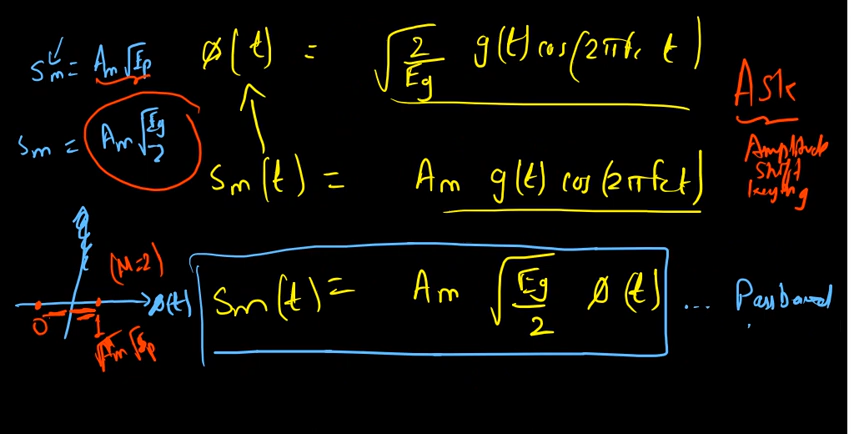 Sm = Am √Ep
ø(t) = √(2/Eg) g(t) cos(2πfc t)
ASK
Sm = Am √(Eg/2)
Amplitude
Shift
keying
Sm(t) = Am g(t) cos(2πfct)
(M=2)
Sm(t) = Am √(Eg/2) ø(t) ... Passband
ø(t)
0 1
Am √Ep